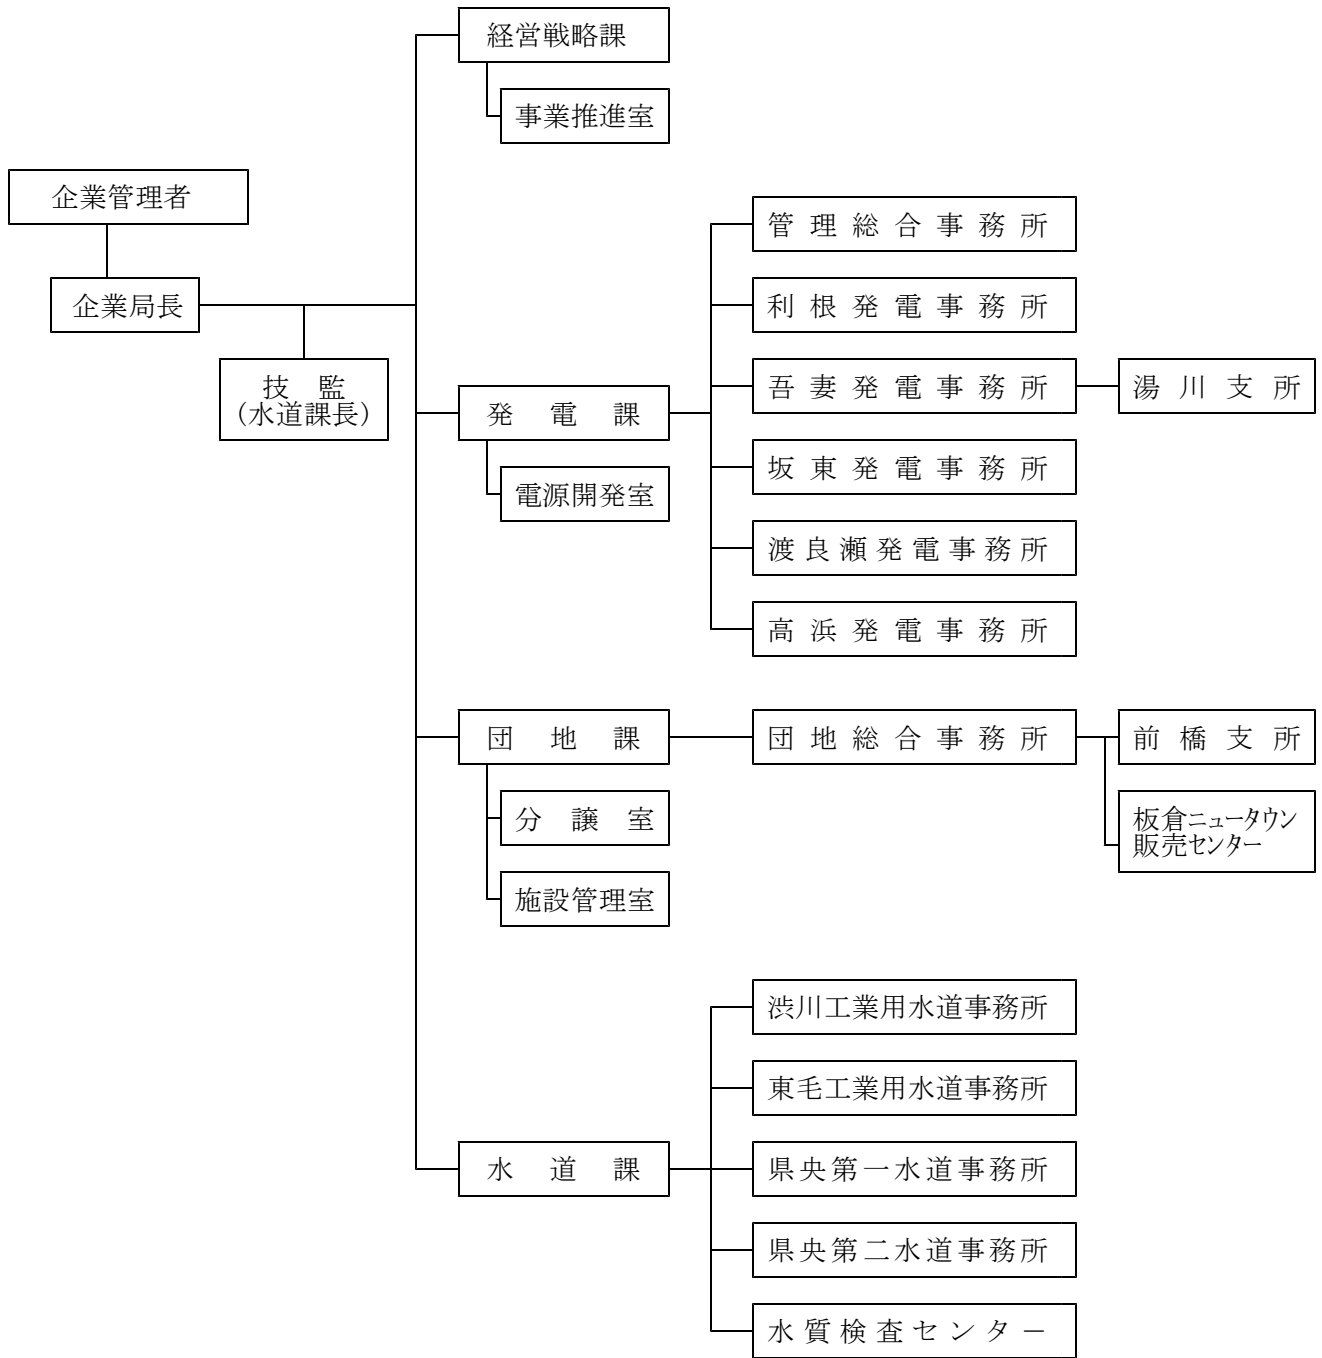 経営戦略課
事業推進室
企業管理者
企業局長
技監
(水道課長)
発電課
電源開発室
管理総合事務所
利根発電事務所
吾妻発電事務所
湯川支所
坂東発電事務所
渡良瀬発電事務所
高浜発電事務所
団地課
分譲室
施設管理室
団地総合事務所
前橋支所
板倉ニュータウン
販売センター
水道課
渋川工業用水道事務所
東毛工業用水道事務所
県央第一水道事務所
県央第二水道事務所
水質検査センター